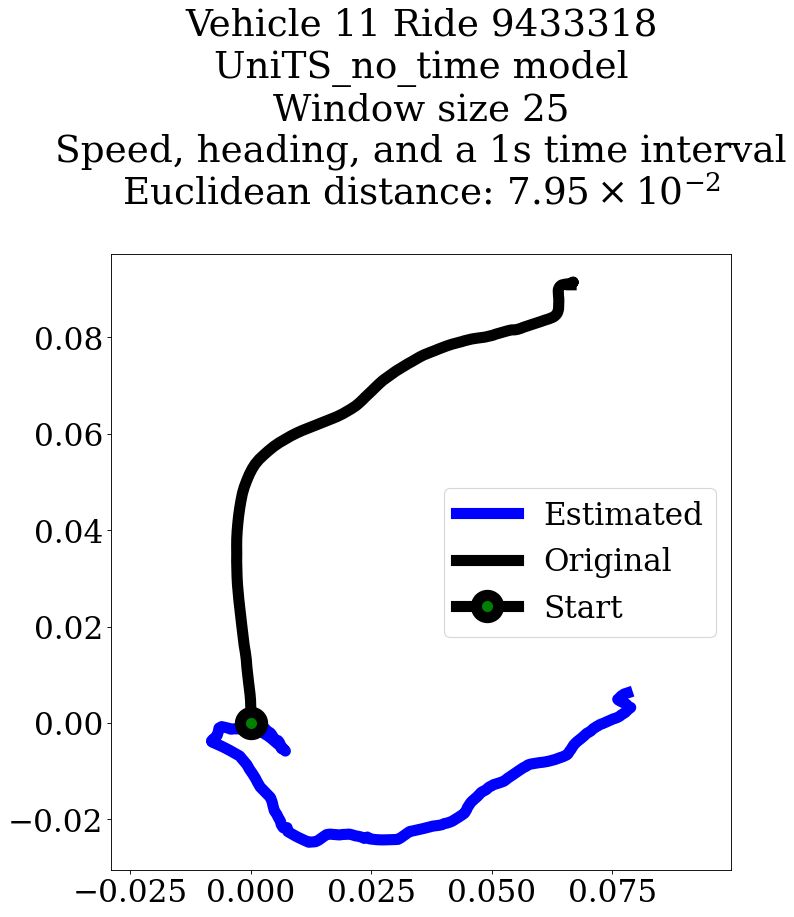 Vehicle 11 Ride 9433318
UniTS_no_time model
Window size 25
Speed, heading, and a 1s time interval
Euclidean distance: 7.95 × 10⁻²
0.08
0.06
0.04
0.02
0.00
−0.02
Estimated
Original
Start
−0.025 0.000 0.025 0.050 0.075